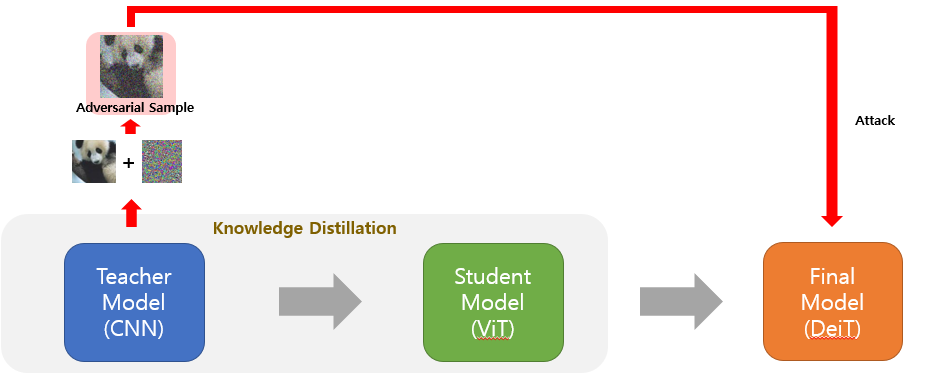 Adversarial Sample
+
Attack
Knowledge Distillation
Teacher
Model
(CNN)
Student
Model
(ViT)
Final
Model
(DeiT)